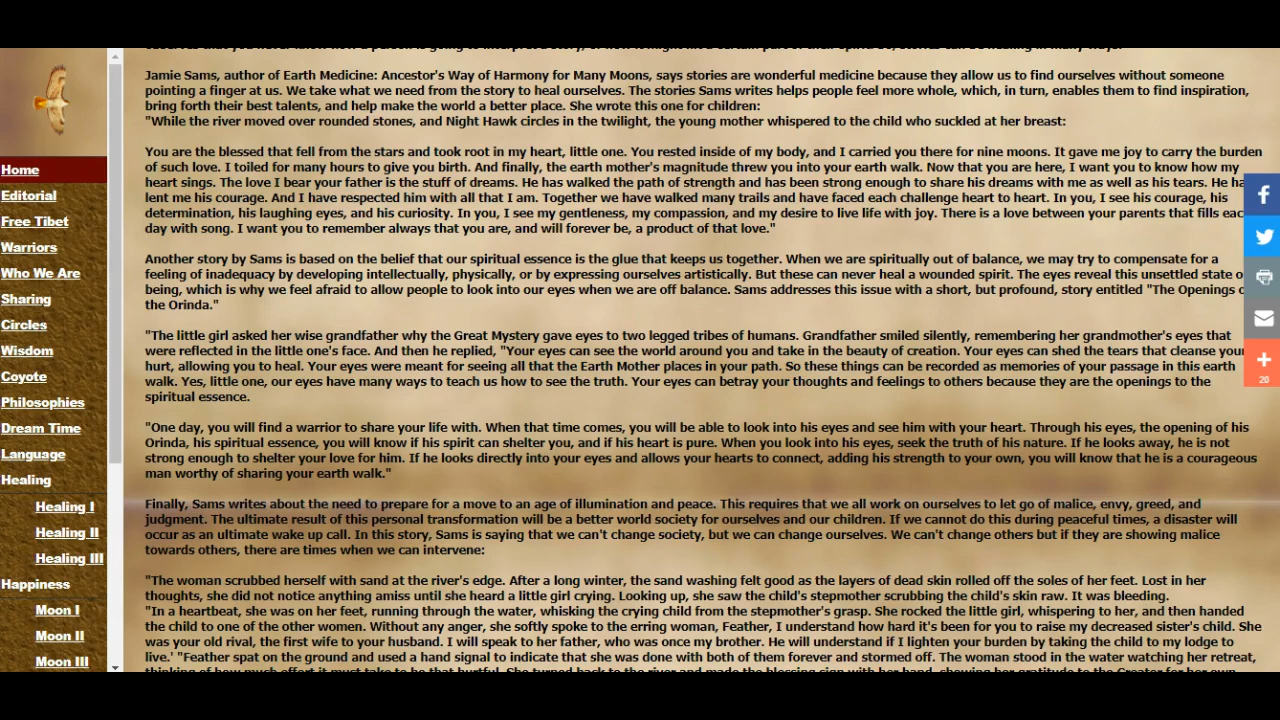 Jamie Sams, author of Earth Medicine: Ancestor's Way of Harmony for Many Moons, says stories are wonderful medicine because they allow us to find ourselves without someone
pointing a finger at us. We take what we need from the story to heal ourselves. The stories Sams writes helps people feel more whole, which, in turn, enables them to find inspiration,
bring forth their best talents, and help make the world a better place. She wrote this one for children:
"While the river moved over rounded stones, and Night Hawk circles in the twilight, the young mother whispered to the child who suckled at her breast:
You are the blessed that fell from the stars and took root in my heart, little one. You rested inside of my body, and I carried you there for nine moons. It gave me joy to carry the burden
of such love. I toiled for many hours to give you birth. And finally, the earth mother's magnitude threw you into your earth walk. Now that you are here, I want you to know how my
heart sings. The love I bear your father is the stuff of dreams. He has walked the path of strength and has been strong enough to share his dreams with me as well as his tears. He
lent me his courage. And I have respected him with all that I am. Together we have walked many trails and have faced each challenge heart to heart. In you, I see his courage, his
determination, his laughing eyes, and his curiosity. In you, I see my gentleness, my compassion, and my desire to live life with joy. There is a love between your parents that fills
day with song. I want you to remember always that you are, and will forever be, a product of that love."
Another story by Sams is based on the belief that our spiritual essence is the glue that keeps us together. When we are spiritually out of balance, we may try to compensate for a
feeling of inadequacy by developing intellectually, physically, or by expressing ourselves artistically. But these can never heal a wounded spirit. The eyes reveal this unsettled state
being, which is why we feel afraid to allow people to look into our eyes when we are off balance. Sams addresses this issue with a short, but profound, story entitled "The Openings
the Orinda."
"The little girl asked her wise grandfather why the Great Mystery gave eyes to two legged tribes of humans. Grandfather smiled silently, remembering her grandmother's eyes that
were reflected in the little one's face. And then he replied, "Your eyes can see the world around you and take in the beauty of creation. Your eyes can shed the tears that cleanse your
hurt, allowing you to heal. Your eyes were meant for seeing all that the Earth Mother places in your path. So these things can be recorded as memories of your passage in this earth
walk. Yes, little one, our eyes have many ways to teach us how to see the truth. Your eyes can betray your thoughts and feelings to others because they are the openings to the
spiritual essence.
"One day, you will find a warrior to share your life with. When that time comes, you will be able to look into his eyes and see him with your heart. Through his eyes, the opening of his
Orinda, his spiritual essence, you will know if his spirit can shelter you, and if his heart is pure. When you look into his eyes, seek the truth of his nature. If he looks away, he is not
strong enough to shelter your love for him. If he looks directly into your eyes and allows your hearts to connect, adding his strength to your own, you will know that he is a courageous
man worthy of sharing your earth walk."
Finally, Sams writes about the need to prepare for a move to an age of illumination and peace. This requires that we all work on ourselves to let go of malice, envy, greed, and
judgment. The ultimate result of this personal transformation will be a better world society for ourselves and our children. If we cannot do this during peaceful times, a disaster will
occur as an ultimate wake up call. In this story, Sams is saying that we can't change society, but we can change ourselves. We can't change others but if they are showing malice
towards others, there are times when we can intervene:
"The woman scrubbed herself with sand at the river's edge. After a long winter, the sand washing felt good as the layers of dead skin rolled off the soles of her feet. Lost in her
thoughts, she did not notice anything amiss until she heard a little girl crying. Looking up, she saw the child's stepmother scrubbing the child's skin raw. It was bleeding.
"In a heartbeat, she was on her feet, running through the water, whisking the crying child from the stepmother's grasp. She rocked the little girl, whispering to her, and then handed
the child to one of the other women. Without any anger, she softly spoke to the erring woman, Feather, I understand how hard it's been for you to raise my decreased sister's child. She
was your old rival, the first wife to your husband. I will speak to her father, who was once my brother. He will understand if I lighten your burden by taking the child to my lodge to
live.' "Feather spat on the ground and used a hand signal to indicate that she was done with both of them forever and stormed off. The woman stood in the water watching her retreat,
Home
Editorial
Free Tibet
Warriors
Who We Are
Sharing
Circles
Wisdom
Coyote
Philosophies
Dream Time
Language
Healing
Healing I
Healing II
Healing III
Happiness
Moon I
Moon II
Moon III
20